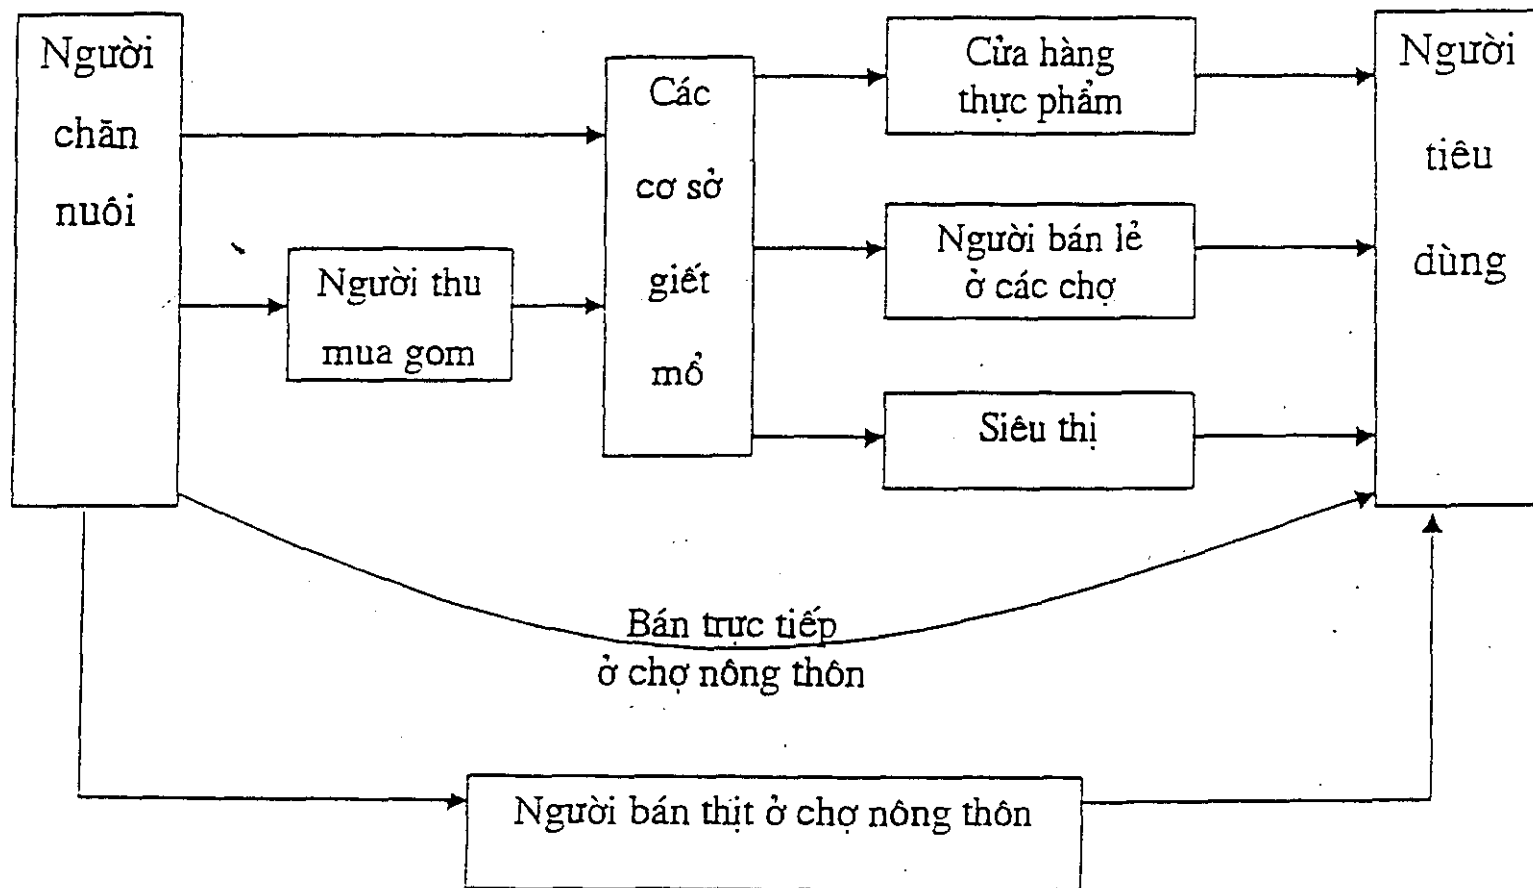 Người
chăn
nuôi
Người thu
mua gom
Các
cơ sở
giết
mổ
Cửa hàng
thực phẩm
Người bán lẻ
ở các chợ
Siêu thị
Người
tiêu
dùng
Bán trực tiếp
ở chợ nông thôn
Người bán thịt ở chợ nông thôn